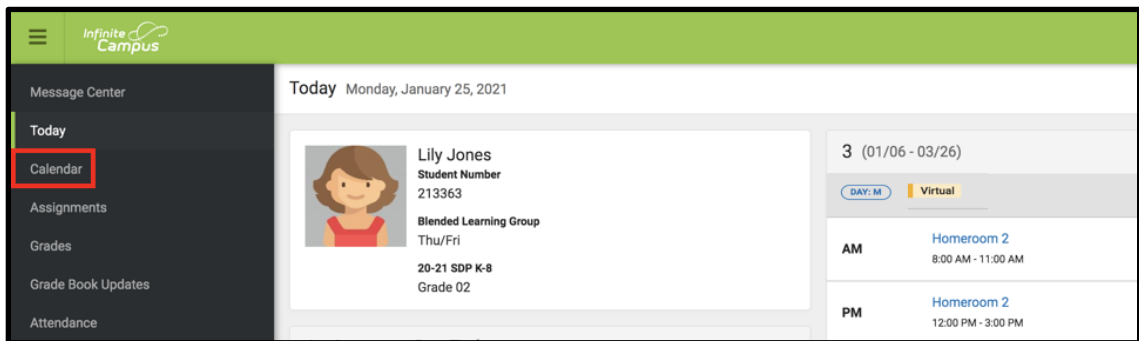 Infinite
Campus
Message Center
Today
Calendar
Assignments
Grades
Grade Book Updates
Attendance
Today Monday, January 25, 2021
Lily Jones
Student Number
213363
Blended Learning Group
Thu/Fri
20-21 SDP K-8
Grade 02
3 (01/06 - 03/26)
DAY: M Virtual
AM Homeroom 2
8:00 AM - 11:00 AM
PM Homeroom 2
12:00 PM - 3:00 PM